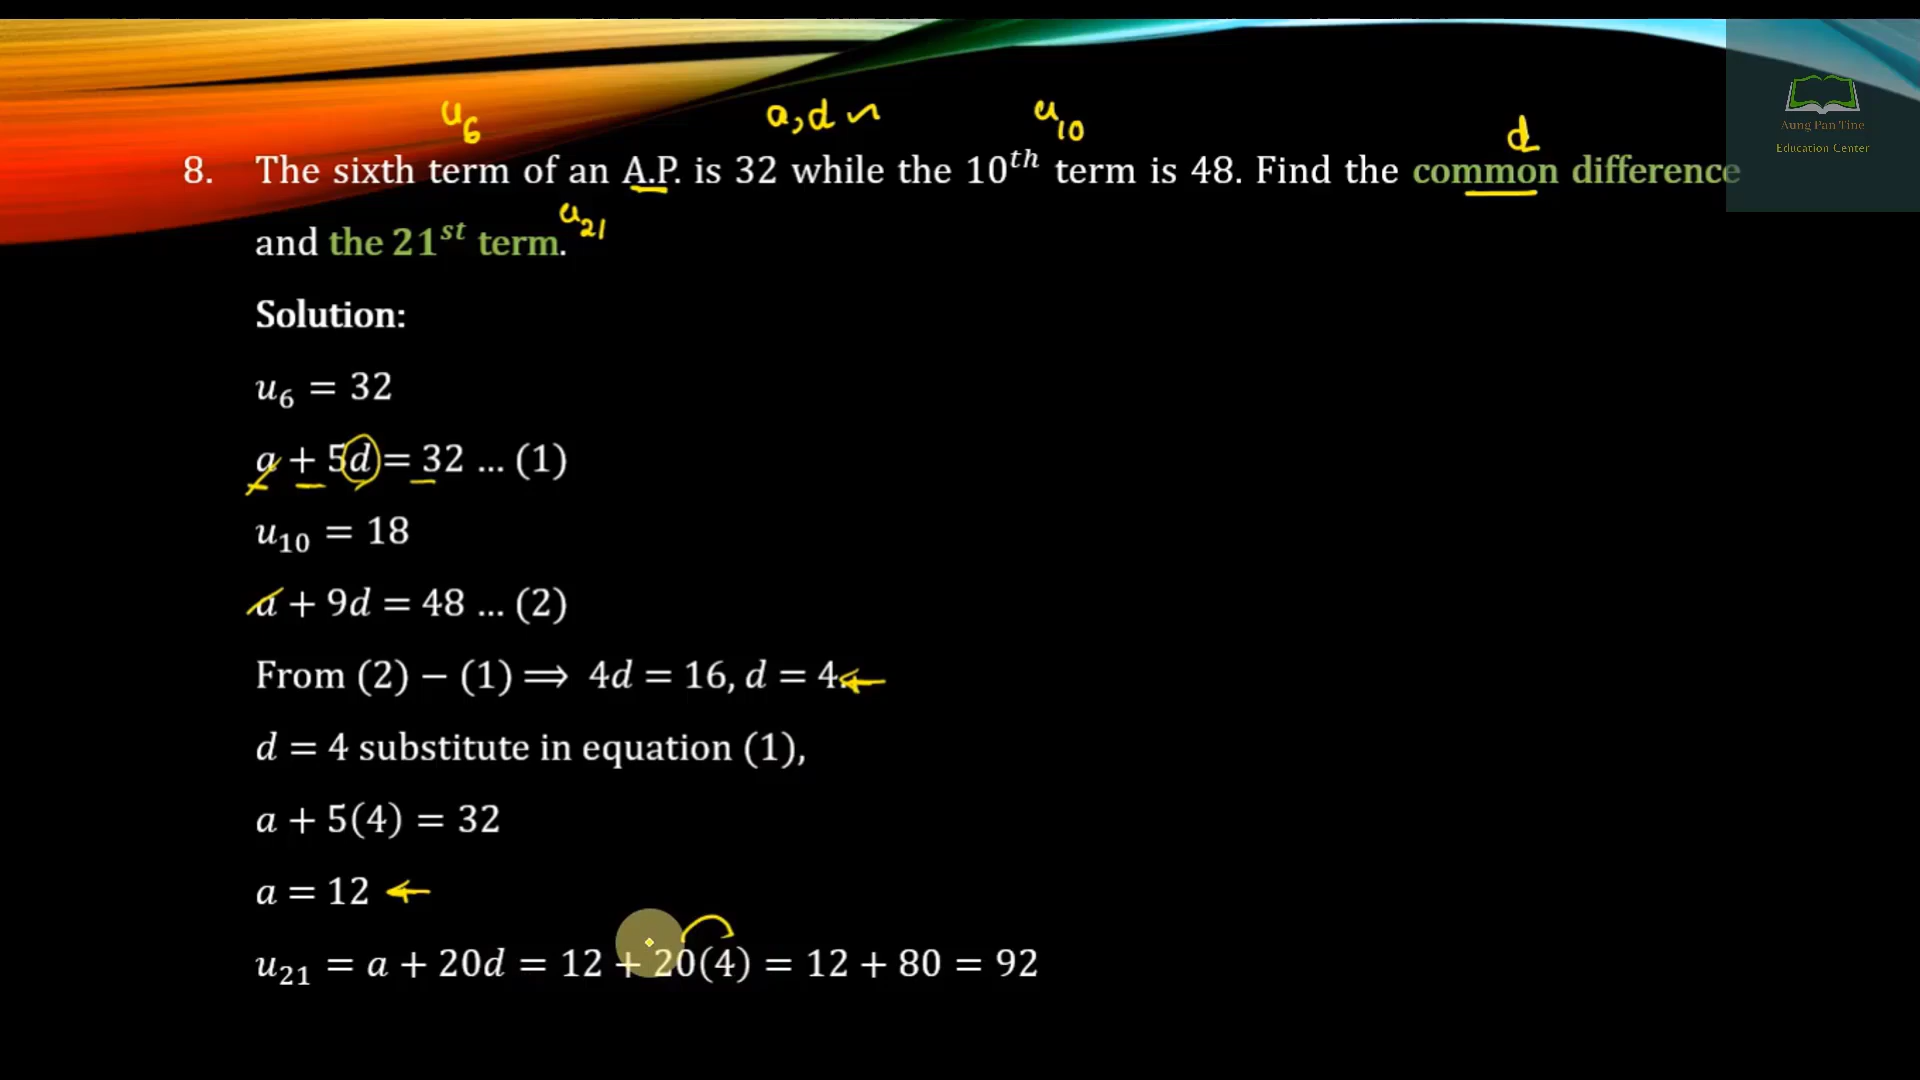 Aung Pan Tine
Education Center
u₆ a,d u₁₀ d
8. The sixth term of an A.P. is 32 while the 10ᵗʰ term is 48. Find the common difference
and the 21ˢᵗ term. u₂₁
Solution:
u₆ = 32
a + 5d = 32 ... (1)
u₁₀ = 18
a + 9d = 48 ... (2)
From (2) − (1) ⟹ 4d = 16, d = 4
d = 4 substitute in equation (1),
a + 5(4) = 32
a = 12
u₂₁ = a + 20d = 12 + 20(4) = 12 + 80 = 92